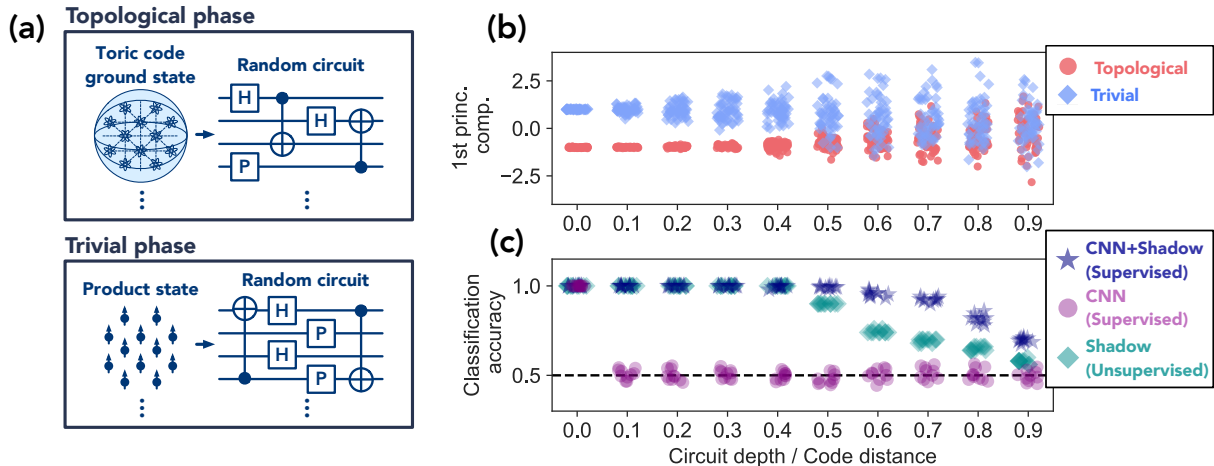 (a)
Topological phase
Toric code
ground state
Random circuit
H
H
P
Trivial phase
Product state
Random circuit
H
P
H
P
(b)
1st princ.
comp.
2.5
0.0
−2.5
0.0 0.1 0.2 0.3 0.4 0.5 0.6 0.7 0.8 0.9
Topological
Trivial
(c)
Classification
accuracy
1.0
0.5
0.0 0.1 0.2 0.3 0.4 0.5 0.6 0.7 0.8 0.9
Circuit depth / Code distance
CNN+Shadow
(Supervised)
CNN
(Supervised)
Shadow
(Unsupervised)